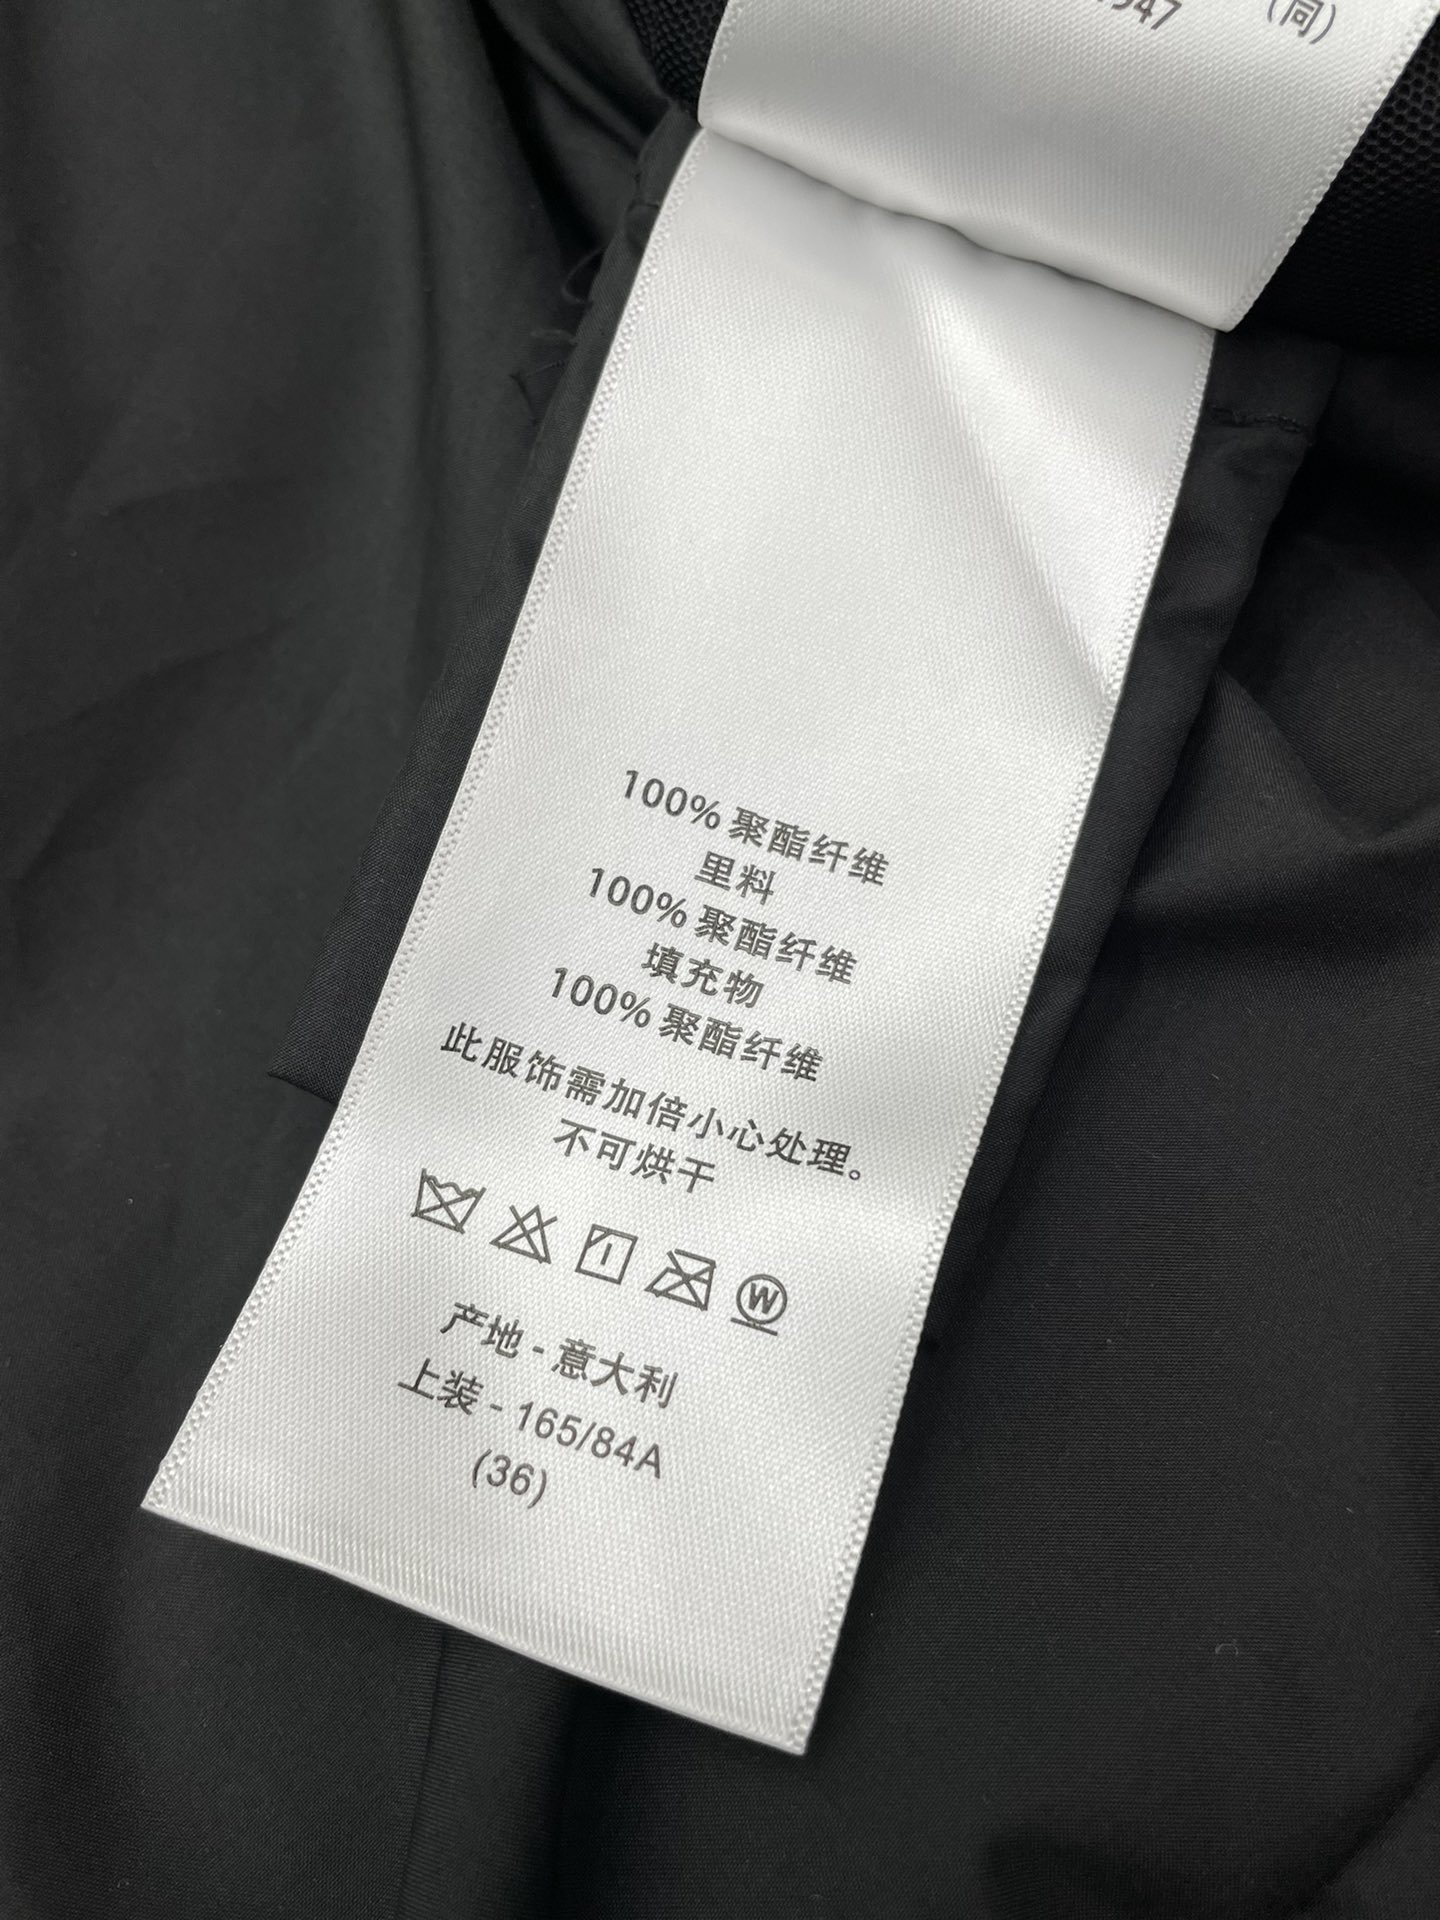 (同)
100% 聚酯纤维
里料
100% 聚酯纤维
填充物
100% 聚酯纤维
此服饰需加倍小心处理。
不可烘干
W
产地 - 意大利
上装 - 165/84A
(36)